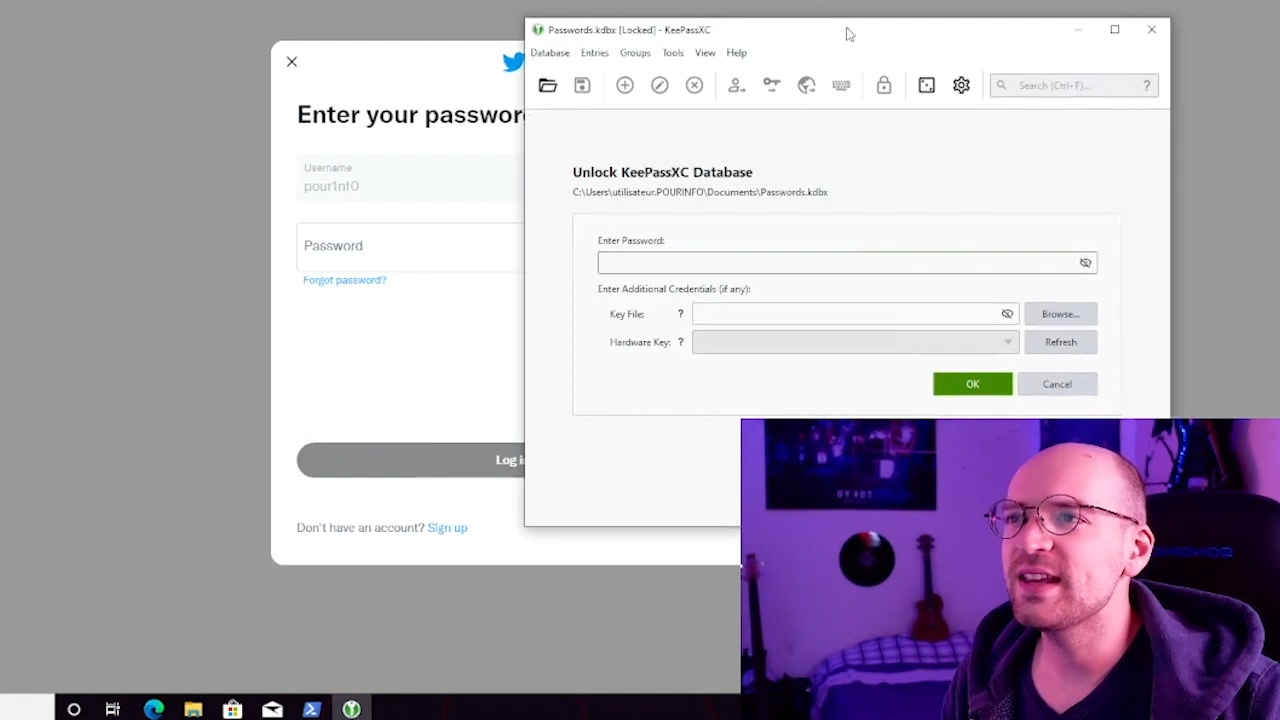 Passwords.kdbx [Locked] - KeePassXC
Database Entries Groups Tools View Help
Search (Ctrl+F)... ?
Enter your password
Username
pour1nf0
Password
Forgot password?
Log in
Don't have an account? Sign up
Unlock KeePassXC Database
C:\Users\utilisateur.POURINFO\Documents\Passwords.kdbx
Enter Password:
Enter Additional Credentials (if any):
Key File: ? Browse...
Hardware Key: ? Refresh
OK Cancel